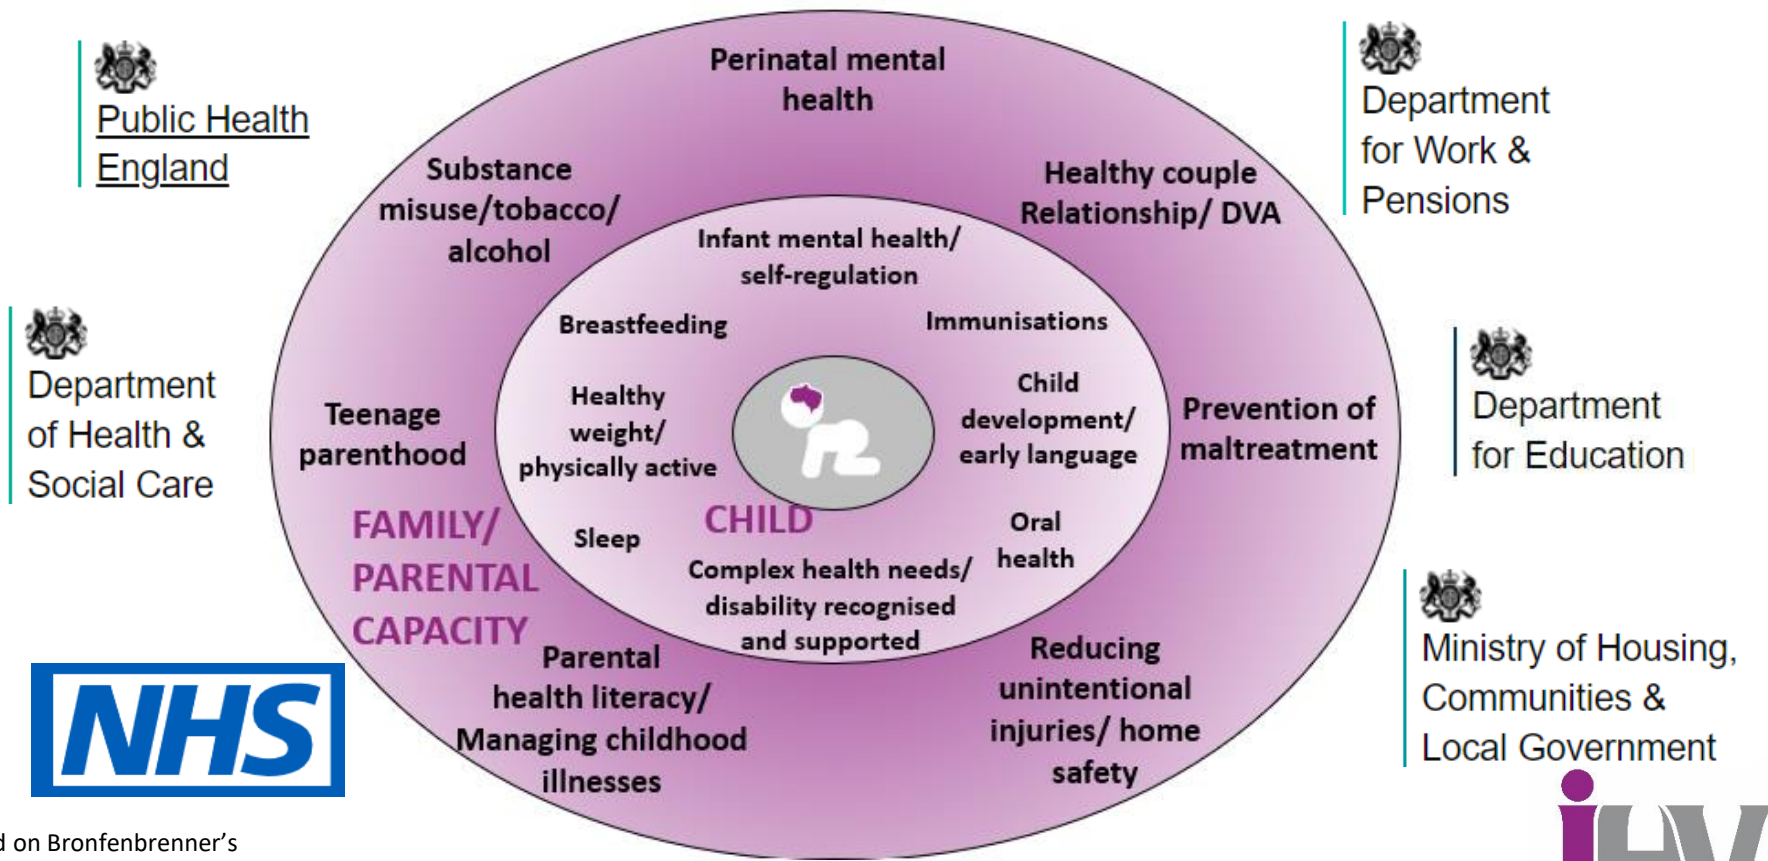 Public Health
England
Department
of Health &
Social Care
NHS
Perinatal mental
health
Substance
misuse/tobacco/
alcohol
Healthy couple
Relationship/ DVA
Teenage
parenthood
Prevention of
maltreatment
FAMILY/
PARENTAL
CAPACITY
Parental
health literacy/
Managing childhood
illnesses
Reducing
unintentional
injuries/ home
safety
Infant mental health/
self-regulation
Breastfeeding
Immunisations
Healthy
weight/
physically active
Child
development/
early language
Sleep
CHILD
Oral
health
Complex health needs/
disability recognised
and supported
Department
for Work &
Pensions
Department
for Education
Ministry of Housing,
Communities &
Local Government
on Bronfenbrenner's